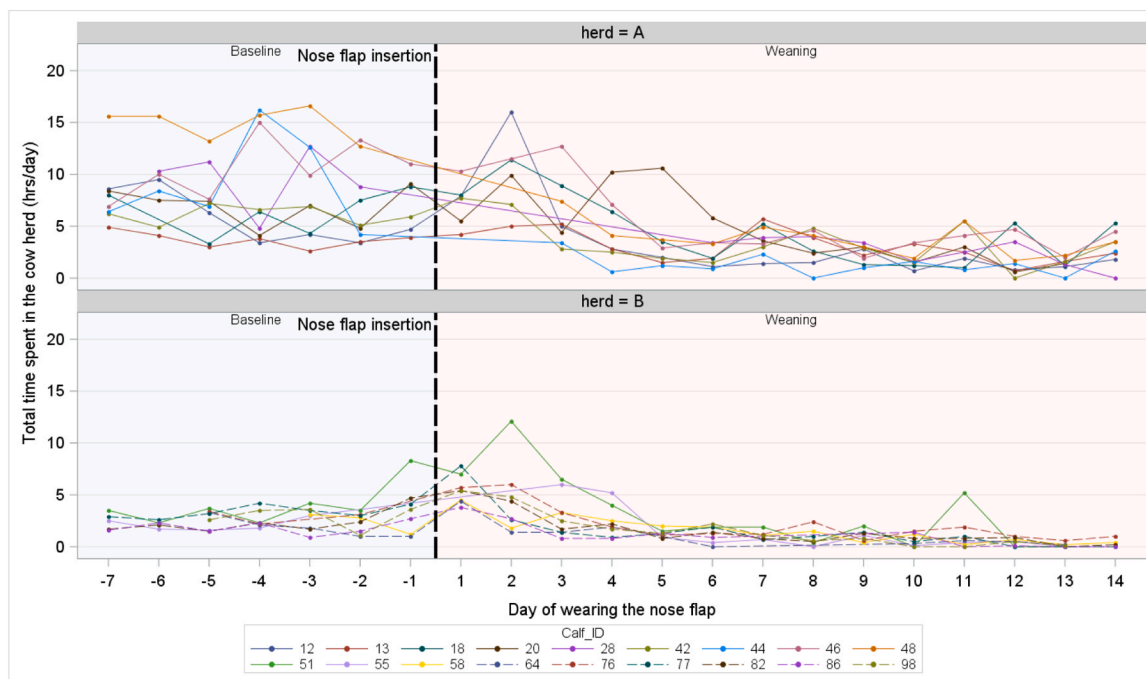 herd = A
Baseline
Nose flap insertion
Weaning
20
15
10
5
0
herd = B
Baseline
Nose flap insertion
Weaning
20
15
10
5
0
Total time spent in the cow herd (hrs/day)
-7 -6 -5 -4 -3 -2 -1 1 2 3 4 5 6 7 8 9 10 11 12 13 14
Day of wearing the nose flap
Calf_ID
12 13 18 20 28 42 44 46 48
51 55 58 64 76 77 82 86 98